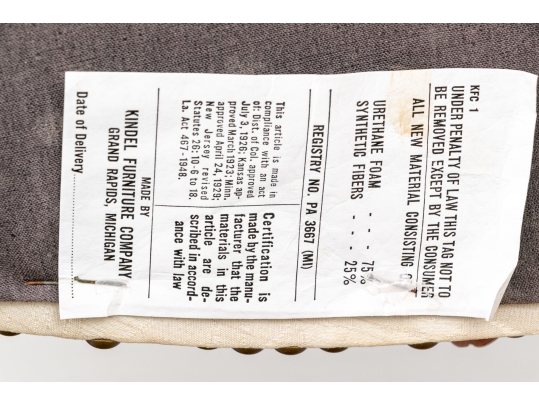 KFC 1
UNDER PENALTY OF LAW THIS TAG NOT TO
BE REMOVED EXCEPT BY THE CONSUMER
ALL NEW MATERIAL CONSISTING
URETHANE FOAM - - - 75%
SYNTHETIC FIBERS - - - 25%
REGISTRY NO. PA 3667 (MI)
This article is made in
compliance with an act
of: Dist. of Col. approved
July 3, 1926; Kansas ap-
proved March 1923; Minn.
approved April 24, 1929;
New Jersey revised
Statutes 26:10-6 to 18.
La. Act 467-1948.
Certification is
made by the manu-
facturer that the
materials in this
article are de-
scribed in accord-
ance with law
MADE BY
KINDEL FURNITURE COMPANY
GRAND RAPIDS, MICHIGAN
Date of Delivery